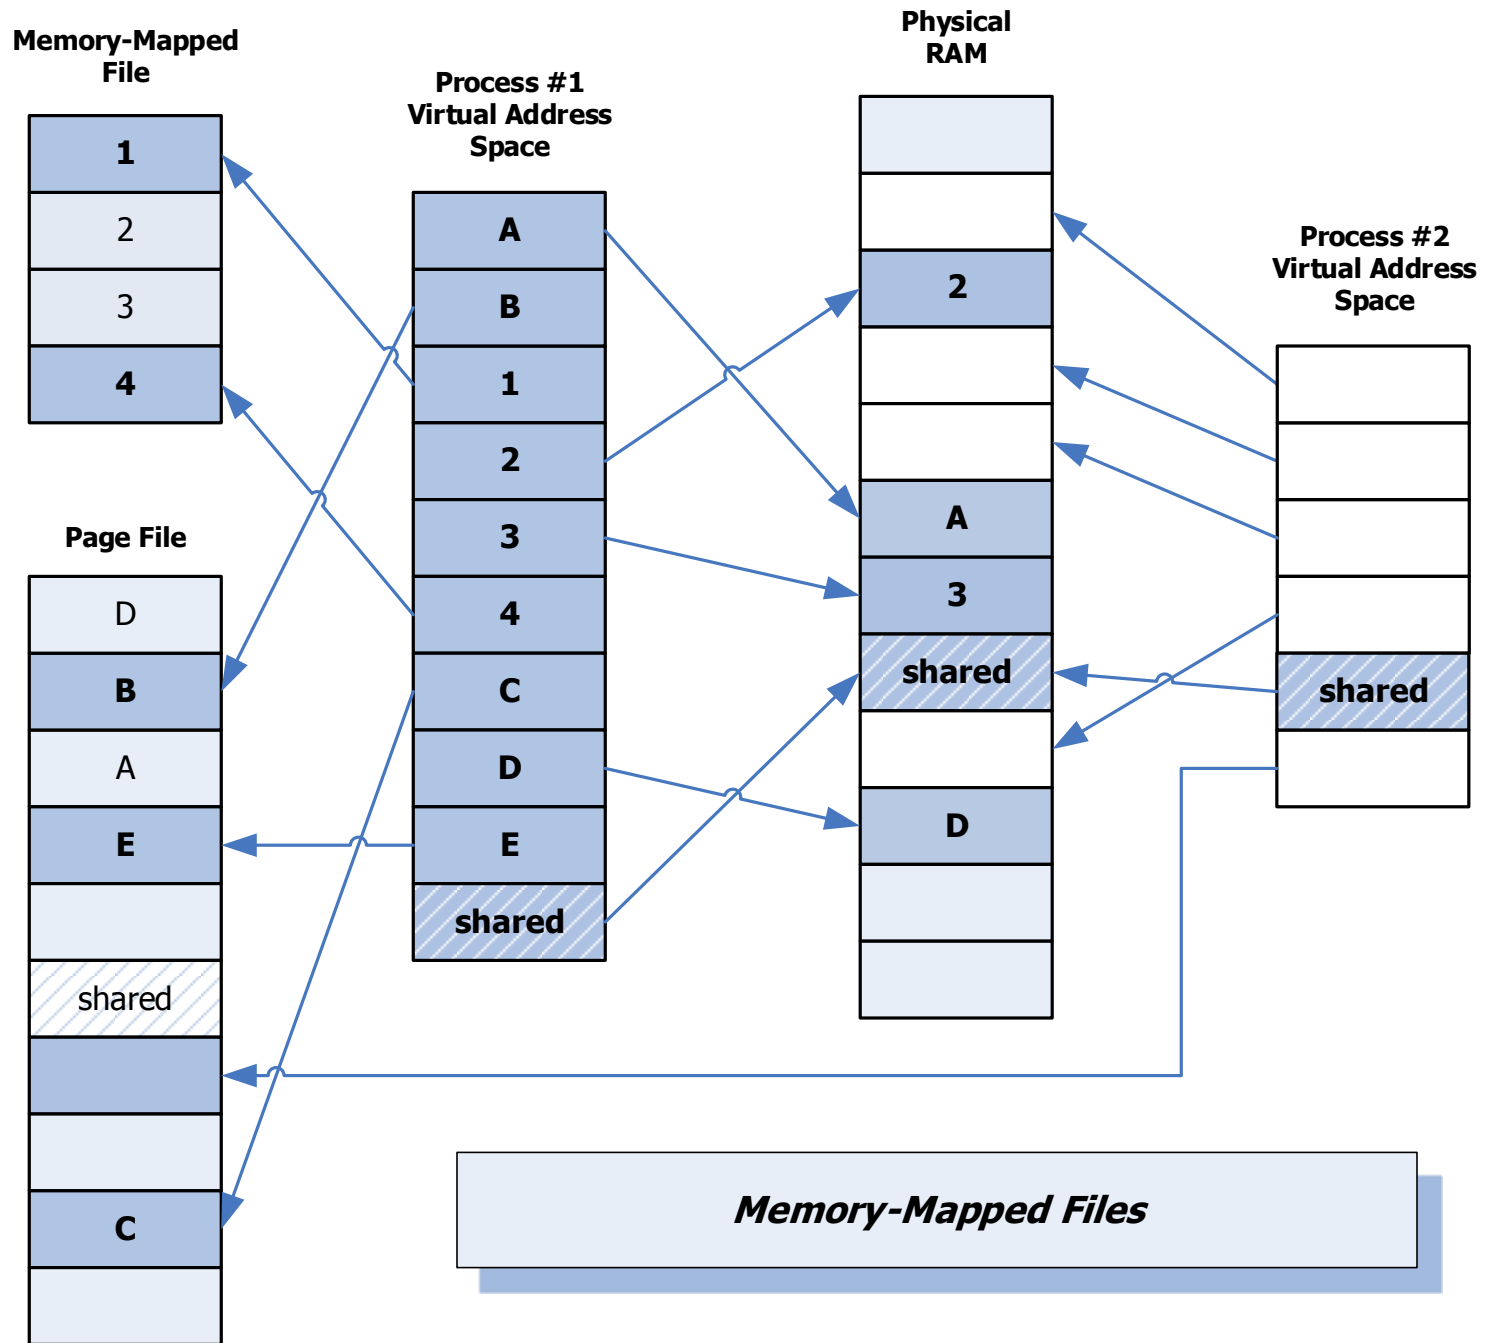 Memory-Mapped
File
1
2
3
4
Page File
D
B
A
E
shared
C
Process #1
Virtual Address
Space
A
B
1
2
3
4
C
D
E
shared
Physical
RAM
2
A
3
shared
D
Process #2
Virtual Address
Space
shared
Memory-Mapped Files